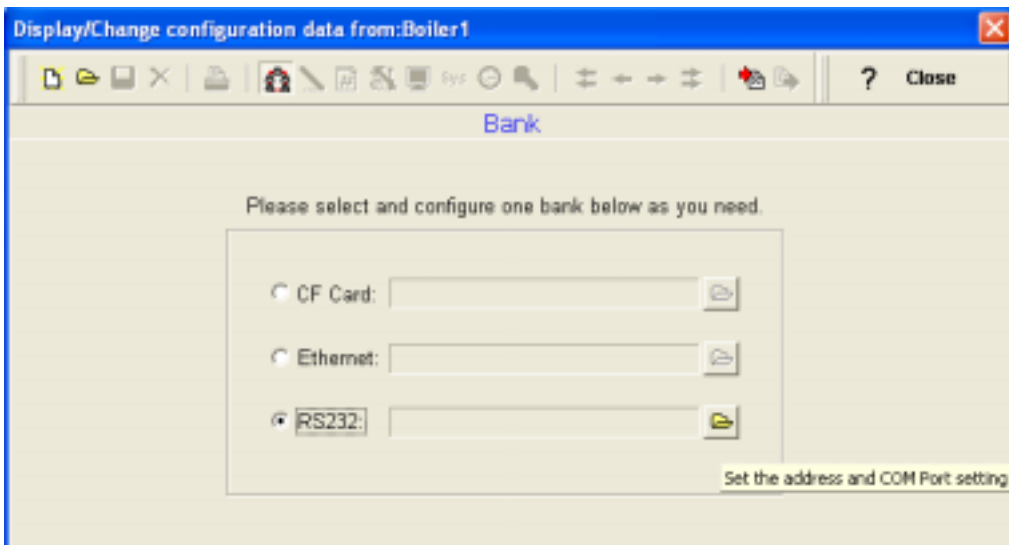 Display/Change configuration data from:Boiler1
Sys ? Close
Bank
Please select and configure one bank below as you need.
CF Card:
Ethernet:
RS232:
Set the address and COM Port setting